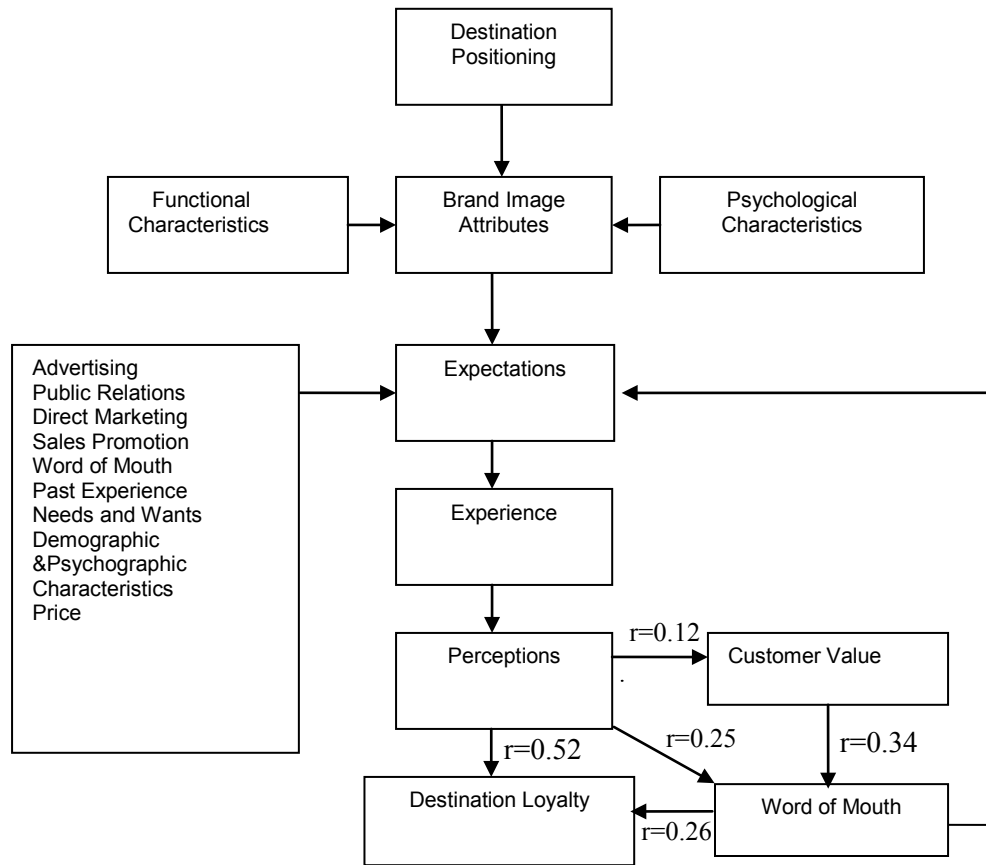 Destination
Positioning
Functional
Characteristics
Brand Image
Attributes
Psychological
Characteristics
Advertising
Public Relations
Direct Marketing
Sales Promotion
Word of Mouth
Past Experience
Needs and Wants
Demographic
&Psychographic
Characteristics
Price
Expectations
Experience
Perceptions
r=0.12
.
Customer Value
r=0.52
r=0.25
r=0.34
Destination Loyalty
r=0.26
Word of Mouth